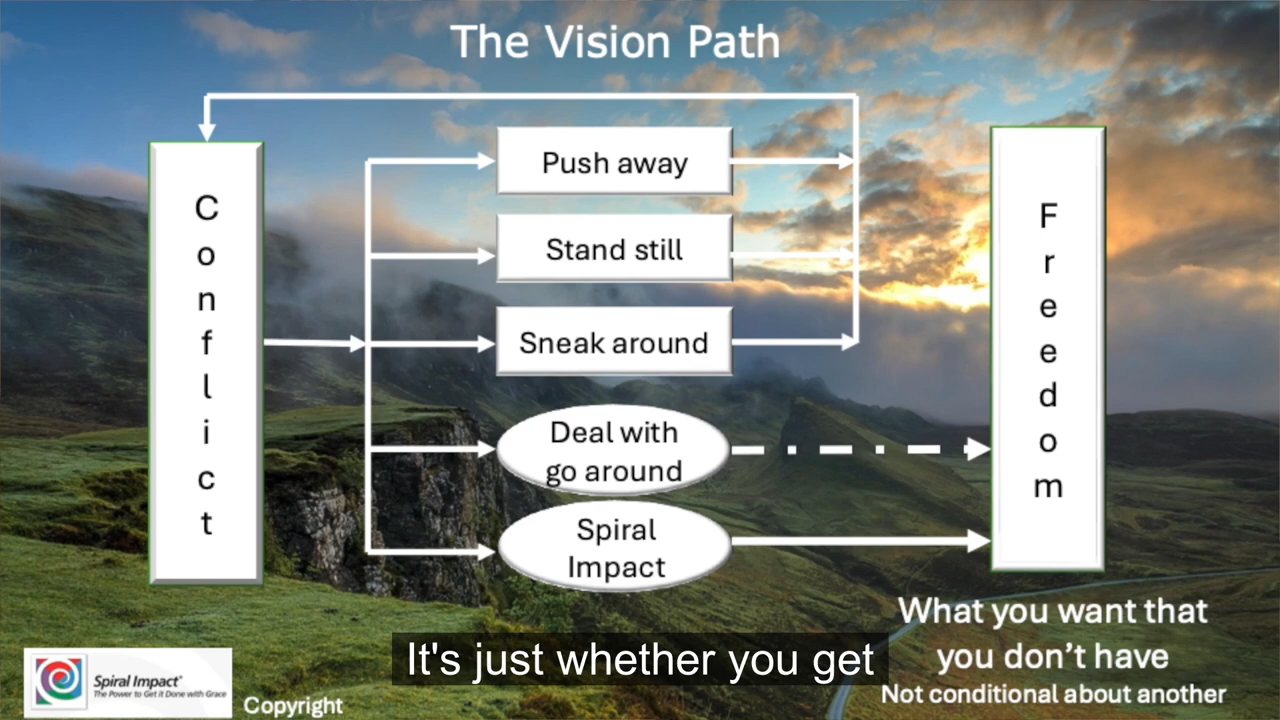 The Vision Path
Conflict
Push away
Stand still
Sneak around
Deal with
go around
Spiral
Impact
Freedom
What you want that
you don’t have
Not conditional about another
It's just whether you get
Spiral Impact®
The Power to Get it Done with Grace
Copyright